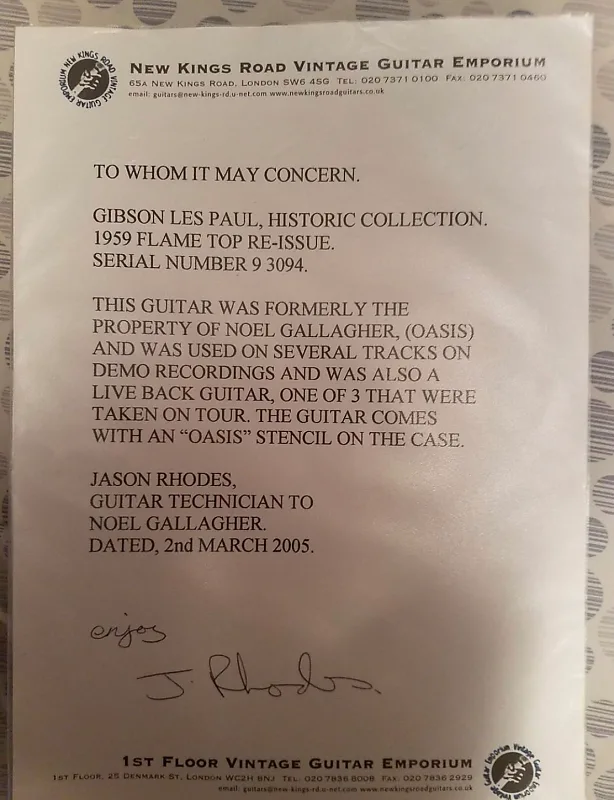 NEW KINGS ROAD VINTAGE GUITAR EMPORIUM
NEW KINGS ROAD VINTAGE GUITAR EMPORIUM
65A NEW KINGS ROAD, LONDON SW6 4SG TEL: 020 7371 0100 FAX: 020 7371 0460
email: guitars@new-kings-rd.u-net.com www.newkingsroadguitars.co.uk
TO WHOM IT MAY CONCERN.
GIBSON LES PAUL, HISTORIC COLLECTION.
1959 FLAME TOP RE-ISSUE.
SERIAL NUMBER 9 3094.
THIS GUITAR WAS FORMERLY THE
PROPERTY OF NOEL GALLAGHER, (OASIS)
AND WAS USED ON SEVERAL TRACKS ON
DEMO RECORDINGS AND WAS ALSO A
LIVE BACK GUITAR, ONE OF 3 THAT WERE
TAKEN ON TOUR. THE GUITAR COMES
WITH AN “OASIS” STENCIL ON THE CASE.
JASON RHODES,
GUITAR TECHNICIAN TO
NOEL GALLAGHER.
DATED, 2nd MARCH 2005.
enjoy
J. Rhodes.
1ST FLOOR VINTAGE GUITAR EMPORIUM
1ST FLOOR, 25 DENMARK ST, LONDON WC2H 8NJ TEL: 020 7836 8008 FAX: 020 7836 2929
email: guitars@new-kings-rd.u-net.com www.newkingsroadguitars.co.uk